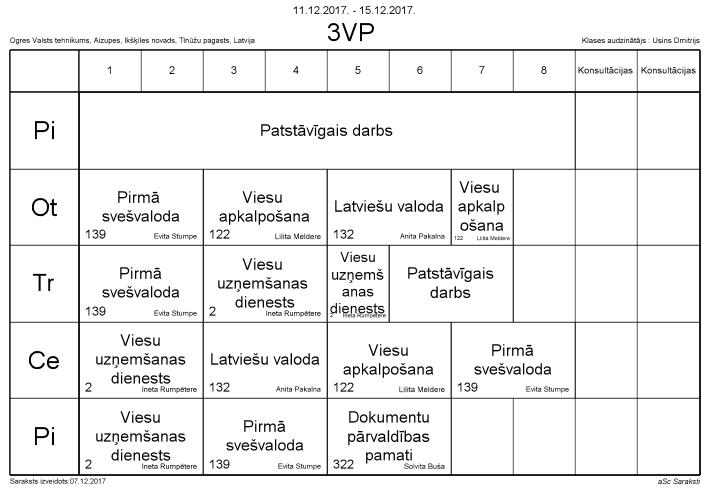 11.12.2017. - 15.12.2017.
Ogres Valsts tehnikums, Aizupes, Ikšķiles novads, Tīnūžu pagasts, Latvija
3VP
Klases audzinātājs : Usins Dmitrijs
1 2 3 4 5 6 7 8 Konsultācijas Konsultācijas
Pi
Patstāvīgais darbs
Ot
Pirmā
svešvaloda
139 Evita Stumpe
Viesu
apkalpošana
122 Lilita Meldere
Latviešu valoda
132 Anita Pakalna
Viesu
apkalp
ošana
122 Lilita Meldere
Tr
Pirmā
svešvaloda
139 Evita Stumpe
Viesu
uzņemšanas
dienests
2 Ineta Rumpētere
Viesu
uzņemš
anas
dienests
2 Ineta Rumpētere
Patstāvīgais
darbs
Ce
Viesu
uzņemšanas
dienests
2 Ineta Rumpētere
Latviešu valoda
132 Anita Pakalna
Viesu
apkalpošana
122 Lilita Meldere
Pirmā
svešvaloda
139 Evita Stumpe
Pi
Viesu
uzņemšanas
dienests
2 Ineta Rumpētere
Pirmā
svešvaloda
139 Evita Stumpe
Dokumentu
pārvaldības
pamati
322 Solvita Buša
Saraksts izveidots:07.12.2017
aSc Saraksti